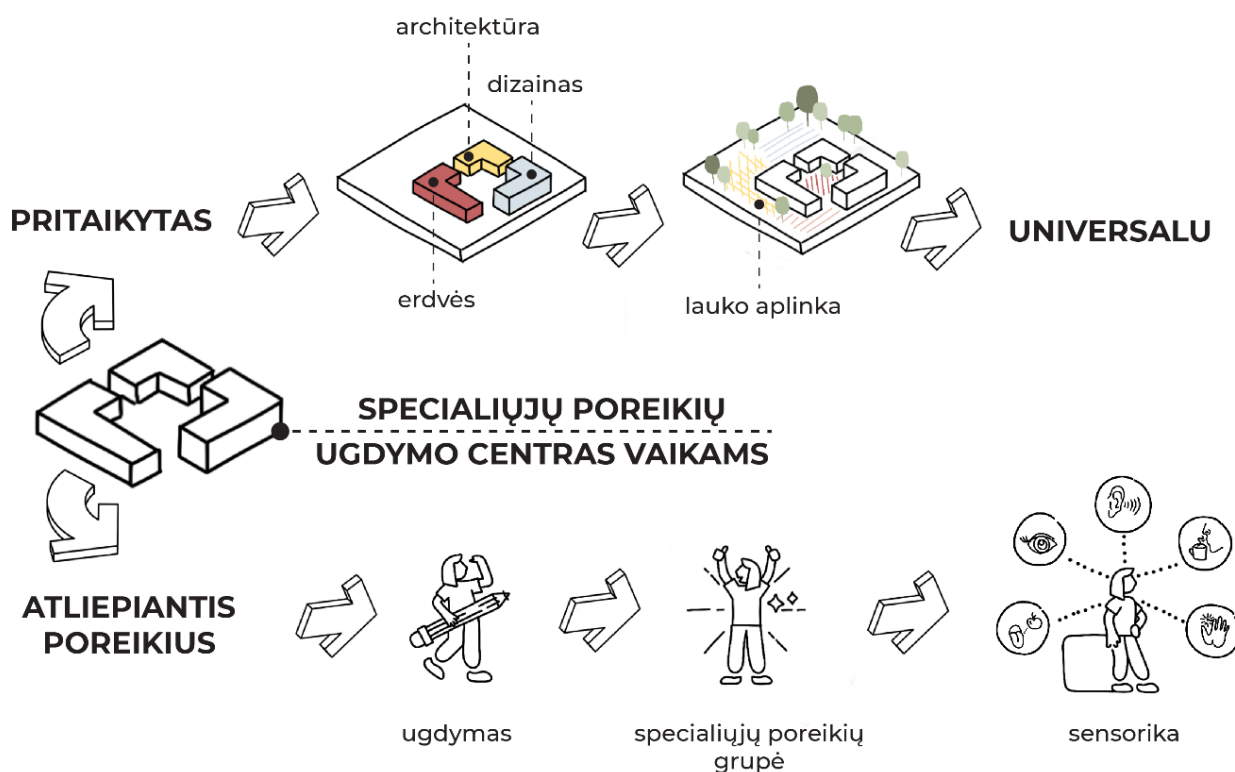 architektūra
dizainas
PRITAIKYTAS
UNIVERSALU
erdvės
lauko aplinka
SPECIALIŲJŲ POREIKIŲ
UGDYMO CENTRAS VAIKAMS
ATLIEPIANTIS
POREIKIUS
ugdymas
specialiųjų poreikių
grupė
sensorika